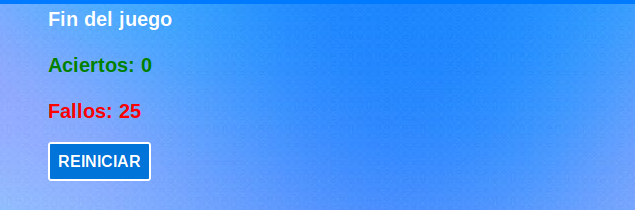 Fin del juego
Aciertos: 0
Fallos: 25
REINICIAR